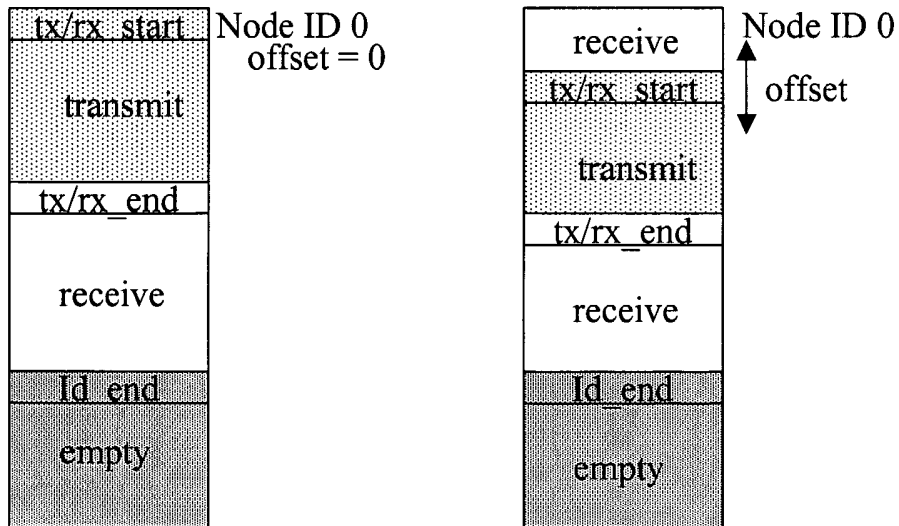 tx/rx_start
Node ID 0
offset = 0
transmit
tx/rx_end
receive
Id_end
empty
receive
Node ID 0
tx/rx_start
offset
transmit
tx/rx_end
receive
Id_end
empty